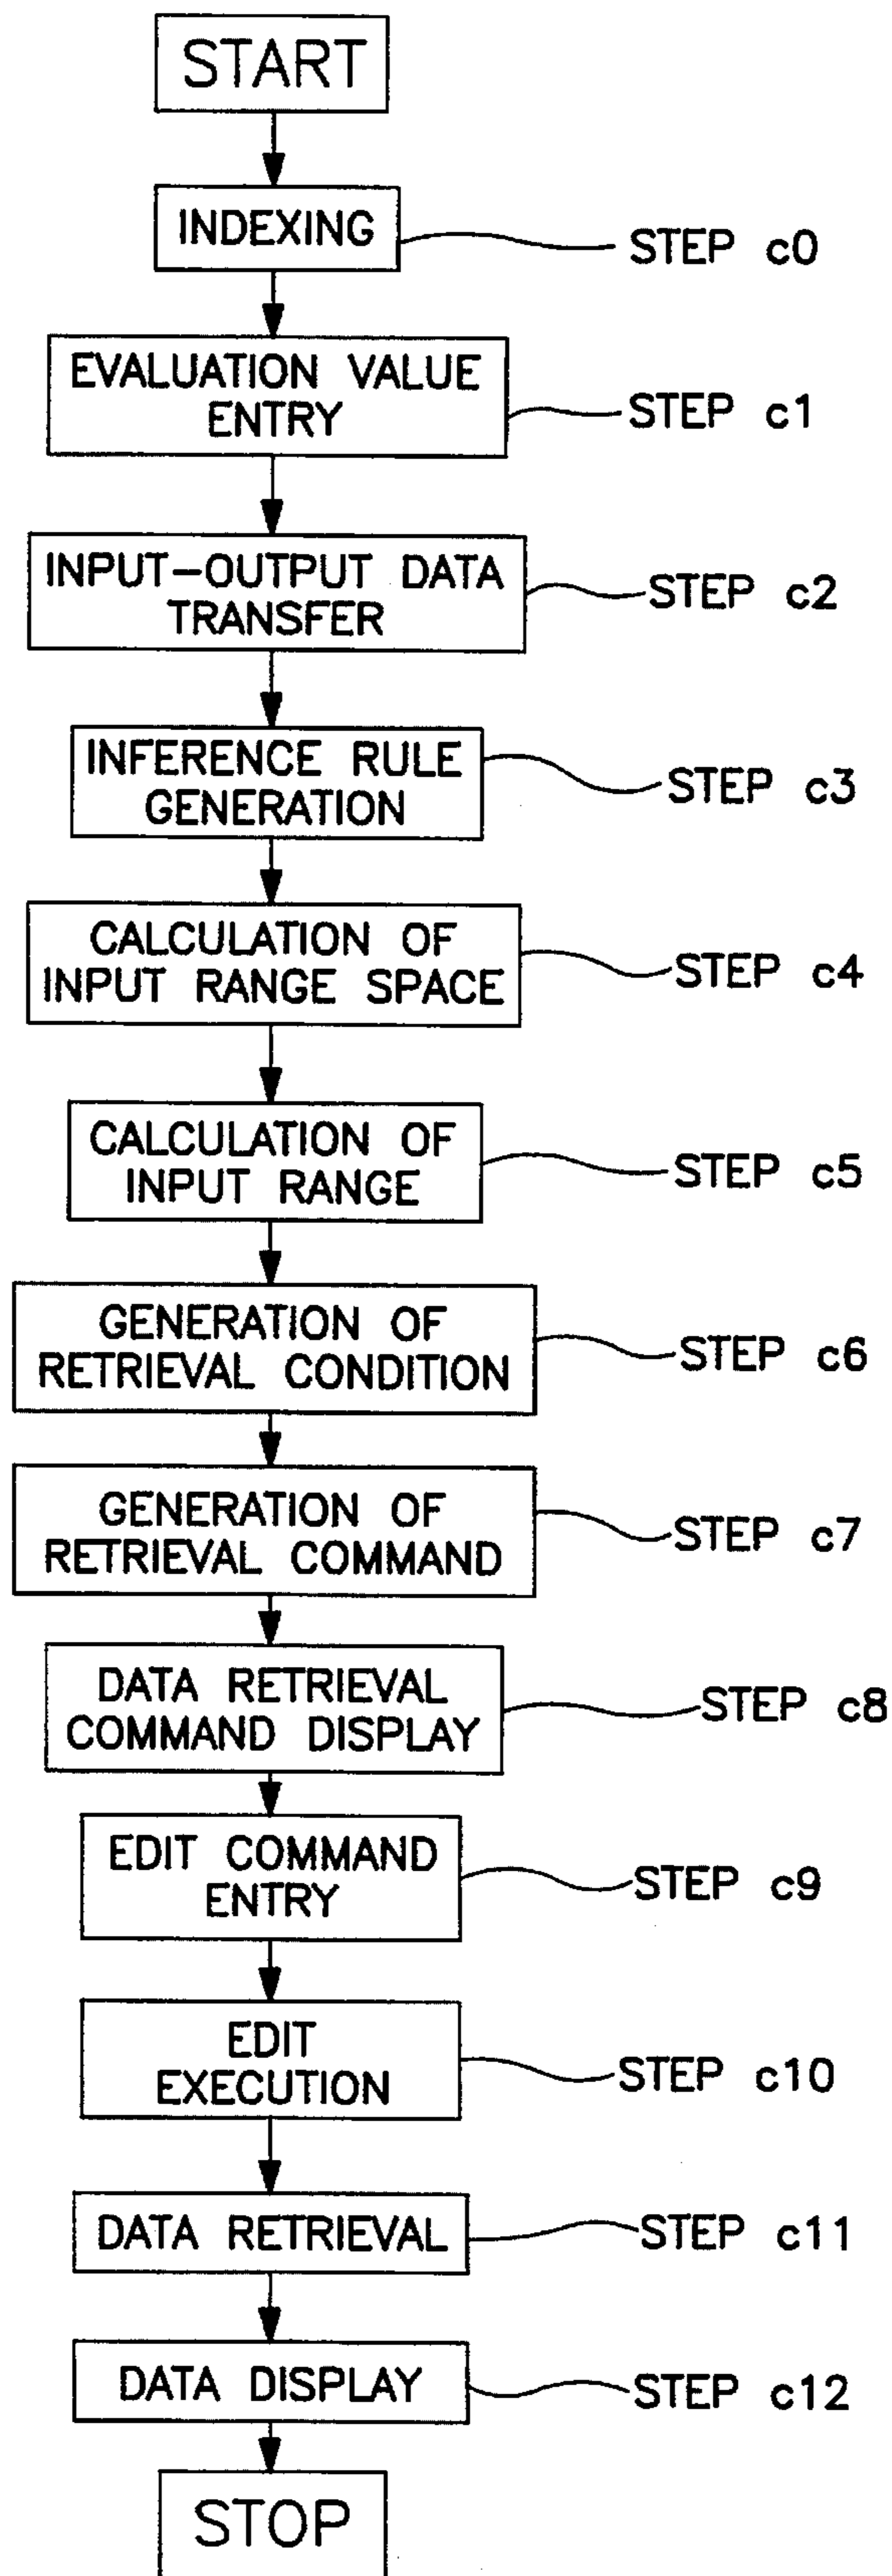 START
INDEXING
STEP c0
EVALUATION VALUE
ENTRY
STEP c1
INPUT-OUTPUT DATA
TRANSFER
STEP c2
INFERENCE RULE
GENERATION
STEP c3
CALCULATION OF
INPUT RANGE SPACE
STEP c4
CALCULATION OF
INPUT RANGE
STEP c5
GENERATION OF
RETRIEVAL CONDITION
STEP c6
GENERATION OF
RETRIEVAL COMMAND
STEP c7
DATA RETRIEVAL
COMMAND DISPLAY
STEP c8
EDIT COMMAND
ENTRY
STEP c9
EDIT
EXECUTION
STEP c10
DATA RETRIEVAL
STEP c11
DATA DISPLAY
STEP c12
STOP